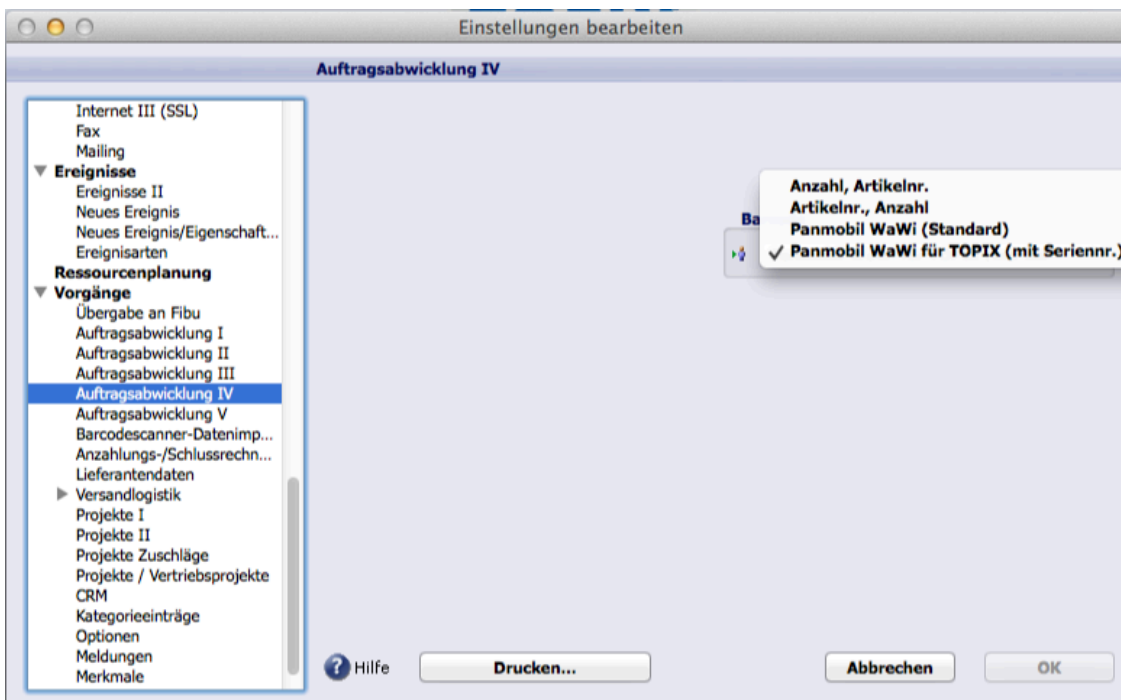 Einstellungen bearbeiten
Auftragsabwicklung IV
Internet III (SSL)
Fax
Mailing
Ereignisse
Ereignisse II
Neues Ereignis
Neues Ereignis/Eigenschaft...
Ereignisarten
Ressourcenplanung
Vorgänge
Übergabe an Fibu
Auftragsabwicklung I
Auftragsabwicklung II
Auftragsabwicklung III
Auftragsabwicklung IV
Auftragsabwicklung V
Barcodescanner-Datenimp...
Anzahlungs-/Schlussrechn...
Lieferantendaten
Versandlogistik
Projekte I
Projekte II
Projekte Zuschläge
Projekte / Vertriebsprojekte
CRM
Kategorieeinträge
Optionen
Meldungen
Merkmale
Ba
Anzahl, Artikelnr.
Artikelnr., Anzahl
Panmobil WaWi (Standard)
✓ Panmobil WaWi für TOPIX (mit Seriennr.)
? Hilfe
Drucken...
Abbrechen
OK